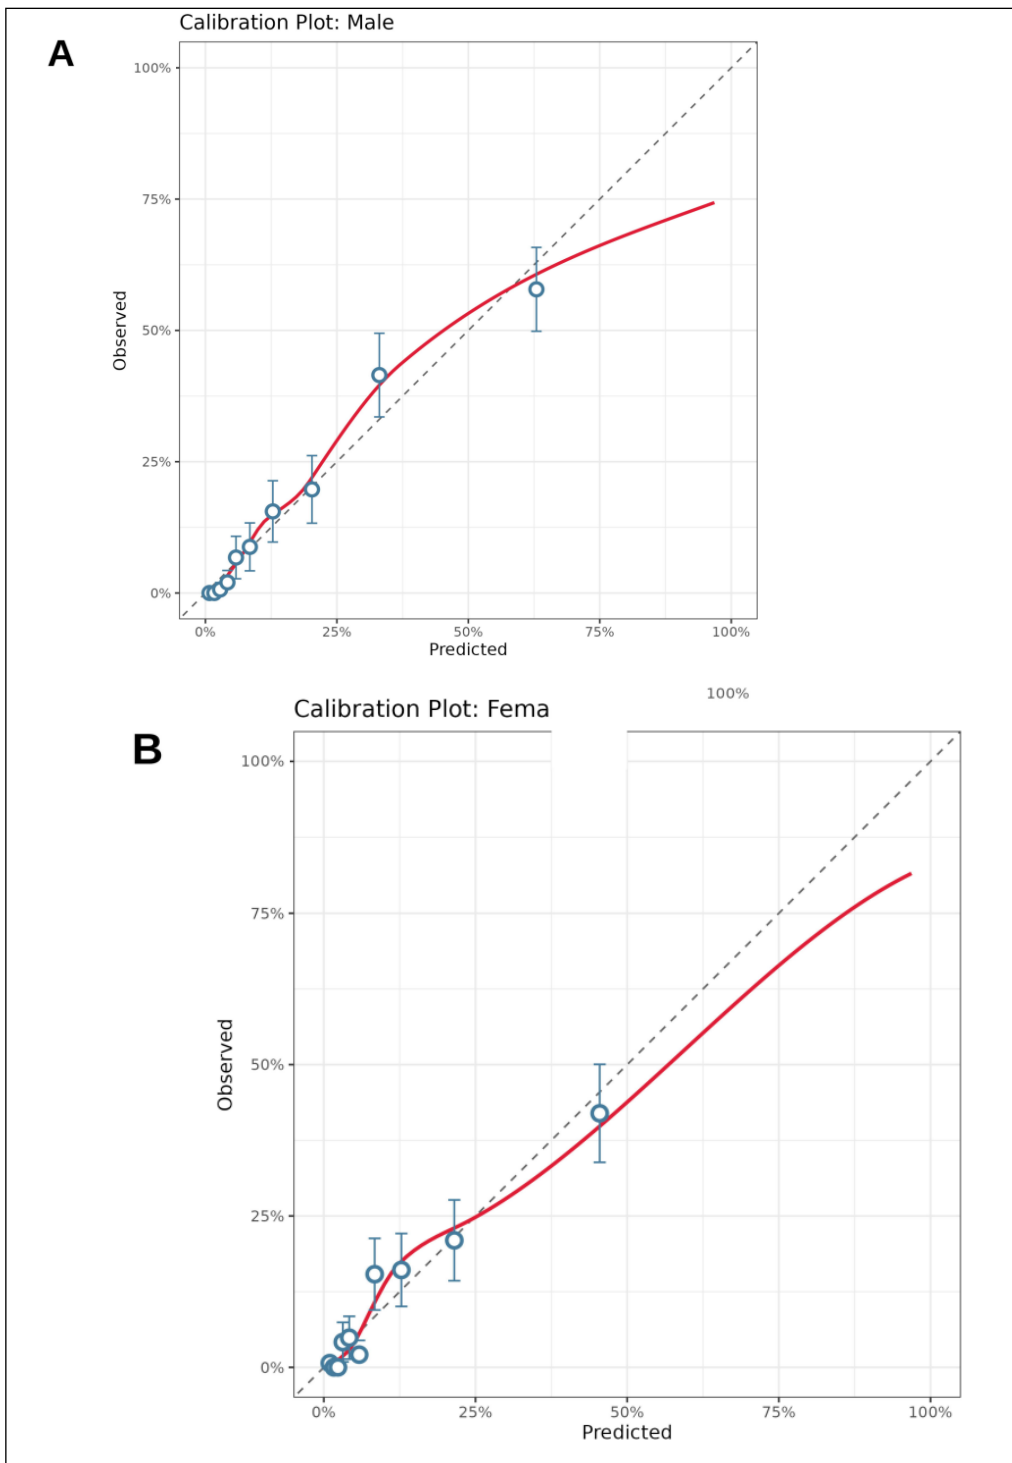 Calibration Plot: Male
A
100%
75%
50%
25%
0%
Observed
0% 25% 50% 75% 100%
Predicted
100%
Calibration Plot: Fema
B
100%
75%
50%
25%
0%
Observed
0% 25% 50% 75% 100%
Predicted